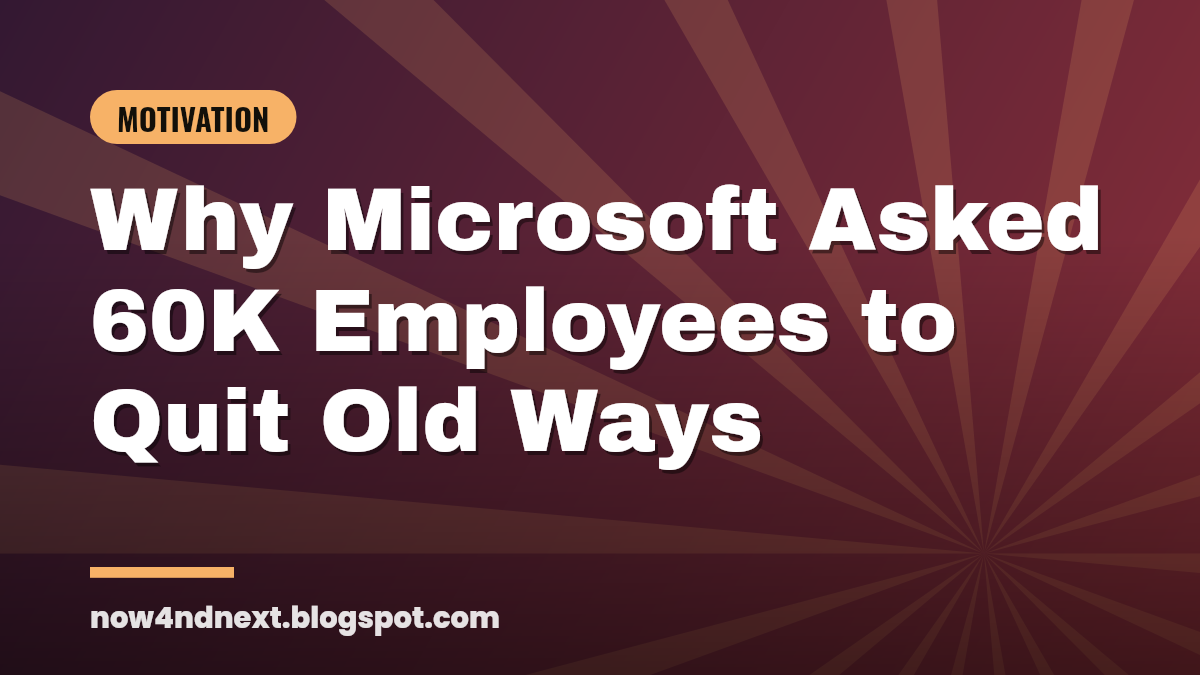 MOTIVATION
Why Microsoft Asked
60K Employees to
Quit Old Ways
now4ndnext.blogspot.com